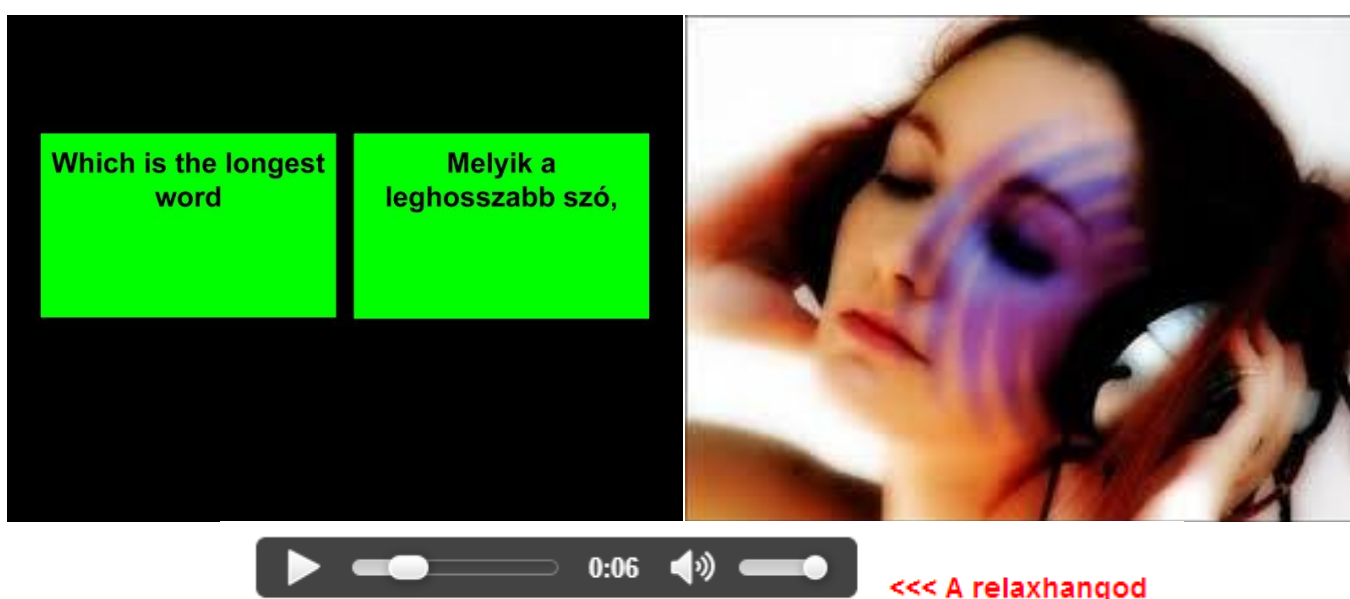 Which is the longest
word
Melyik a
leghosszabb szó,
0:06
<<< A relaxhangod